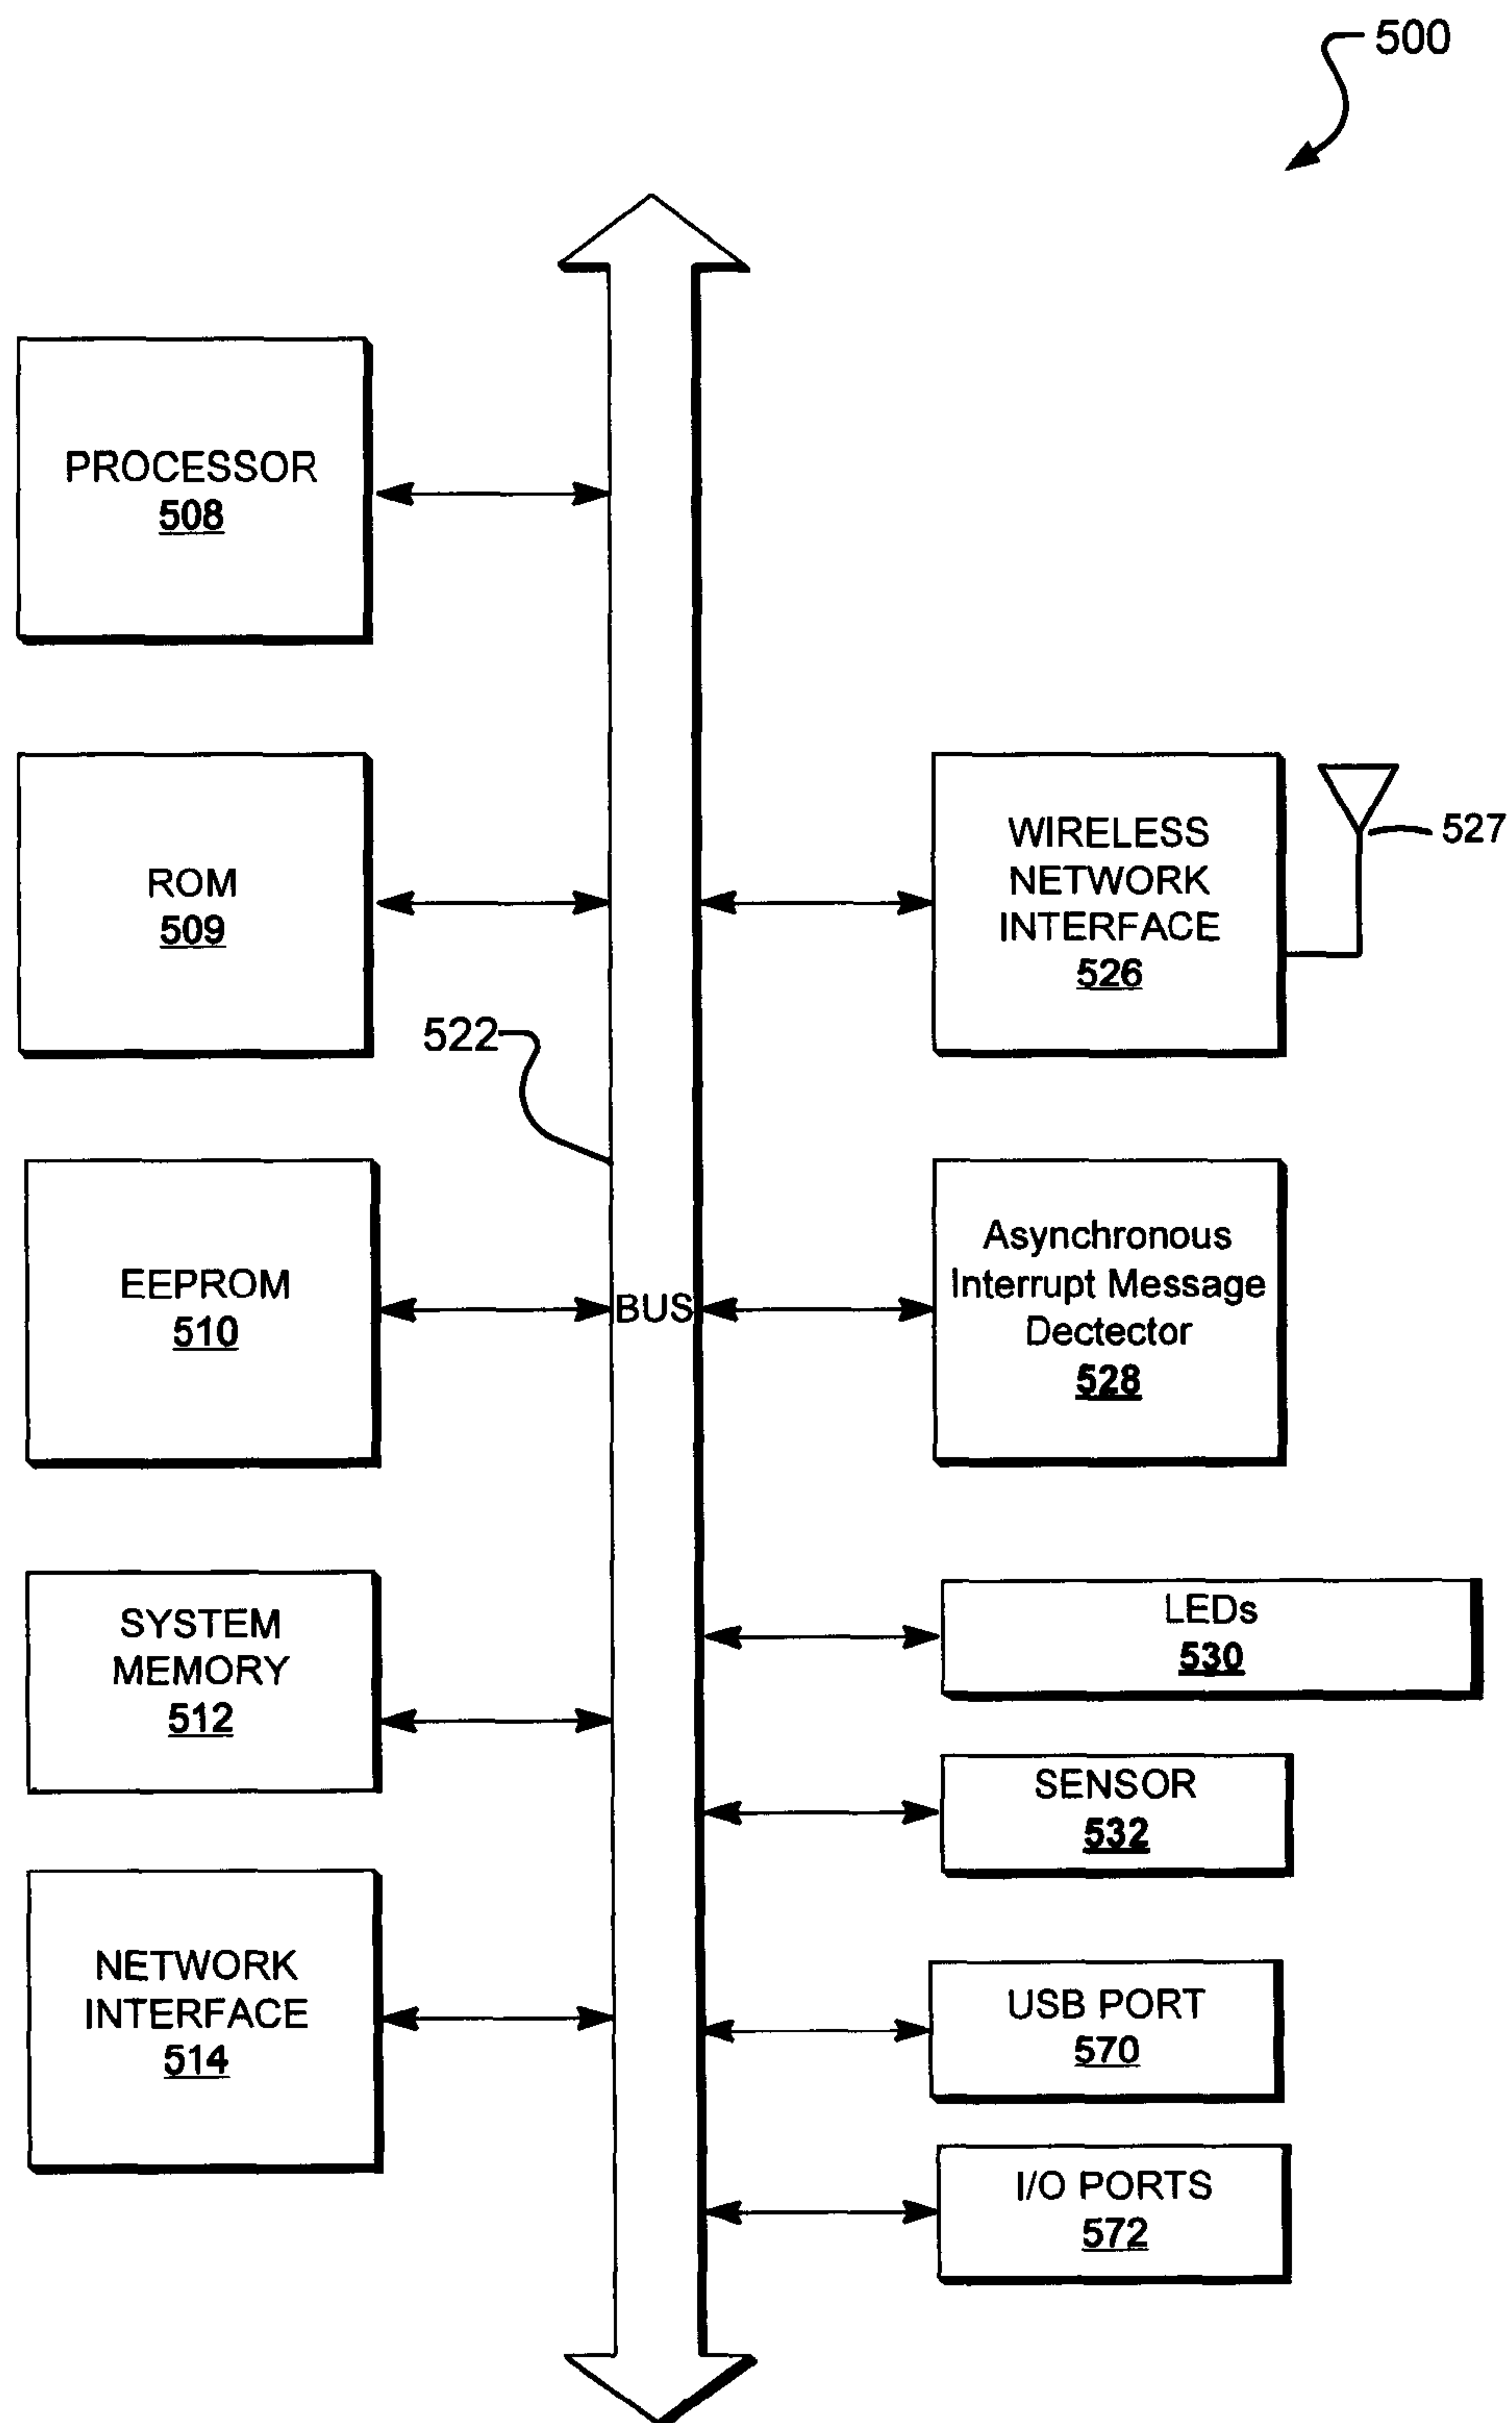 500
PROCESSOR
508
ROM
509
WIRELESS
NETWORK
INTERFACE
526
527
522
EEPROM
510
BUS
Asynchronous
Interrupt Message
Dectector
528
SYSTEM
MEMORY
512
LEDs
530
SENSOR
532
NETWORK
INTERFACE
514
USB PORT
570
I/O PORTS
572